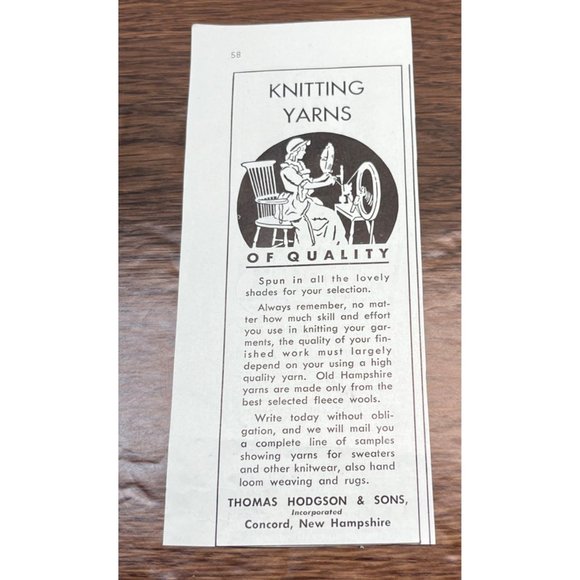 58
KNITTING
YARNS
OF QUALITY
Spun in all the lovely
shades for your selection.
Always remember, no mat-
ter how much skill and effort
you use in knitting your gar-
ments, the quality of your fin-
ished work must largely
depend on your using a high
quality yarn. Old Hampshire
yarns are made only from the
best selected fleece wools.
Write today without obli-
gation, and we will mail you
a complete line of samples
showing yarns for sweaters
and other knitwear, also hand
loom weaving and rugs.
THOMAS HODGSON & SONS,
Incorporated
Concord, New Hampshire